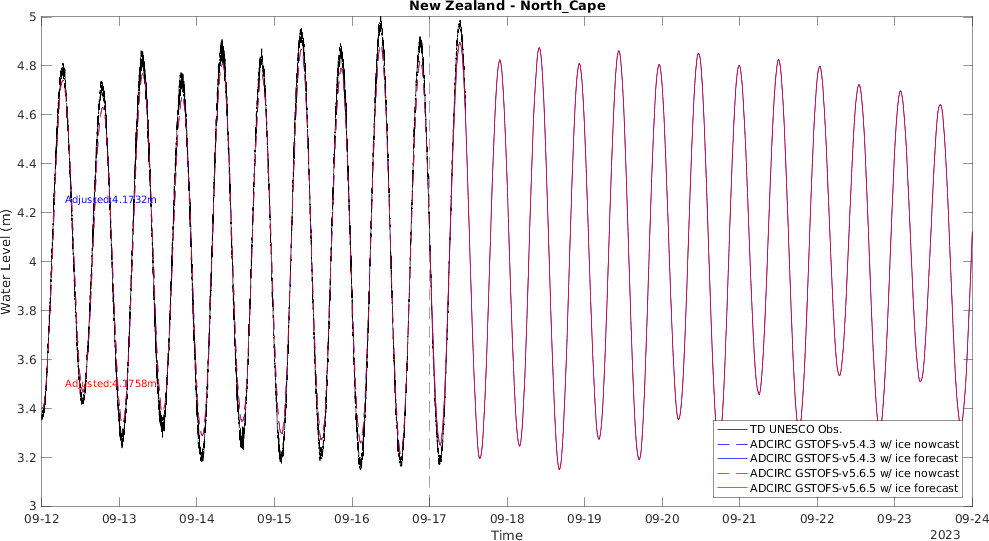 New Zealand - North_Cape
5
4.8
4.6
4.4
4.2
4
3.8
3.6
3.4
3.2
3
Water Level (m)
Adjusted:4.1732m
Adjusted:4.1758m
TD UNESCO Obs.
ADCIRC GSTOFS-v5.4.3 w/ ice nowcast
ADCIRC GSTOFS-v5.4.3 w/ ice forecast
ADCIRC GSTOFS-v5.6.5 w/ ice nowcast
ADCIRC GSTOFS-v5.6.5 w/ ice forecast
09-12 09-13 09-14 09-15 09-16 09-17 09-18 09-19 09-20 09-21 09-22 09-23 09-24
Time
2023